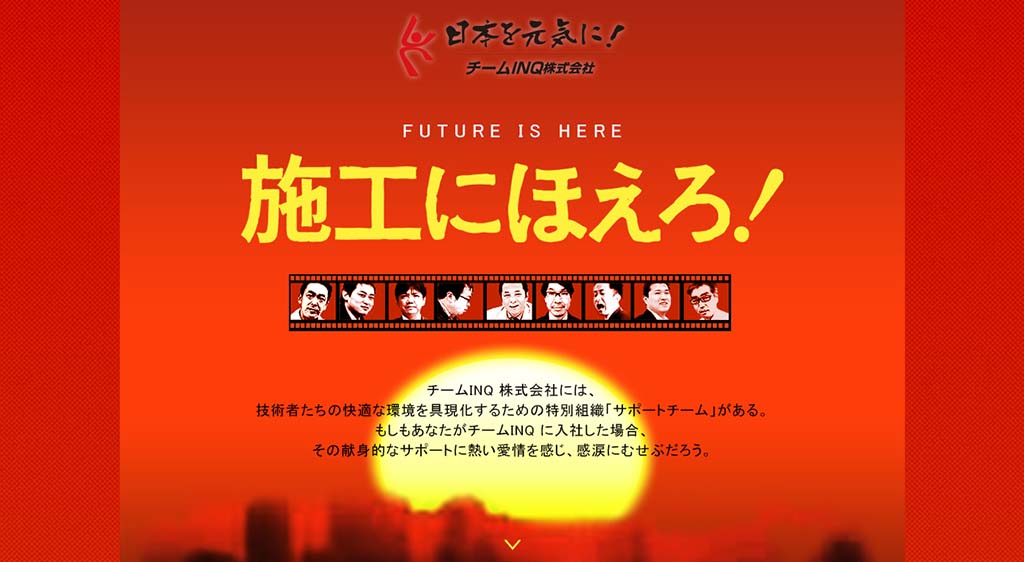 日本を元気に!
チームINQ株式会社
FUTURE IS HERE
施工にほえろ!
チームINQ 株式会社には、
技術者たちの快適な環境を具現化するための特別組織「サポートチーム」がある。
もしもあなたがチームINQ に入社した場合、
その献身的なサポートに熱い愛情を感じ、感涙にむせぶだろう。